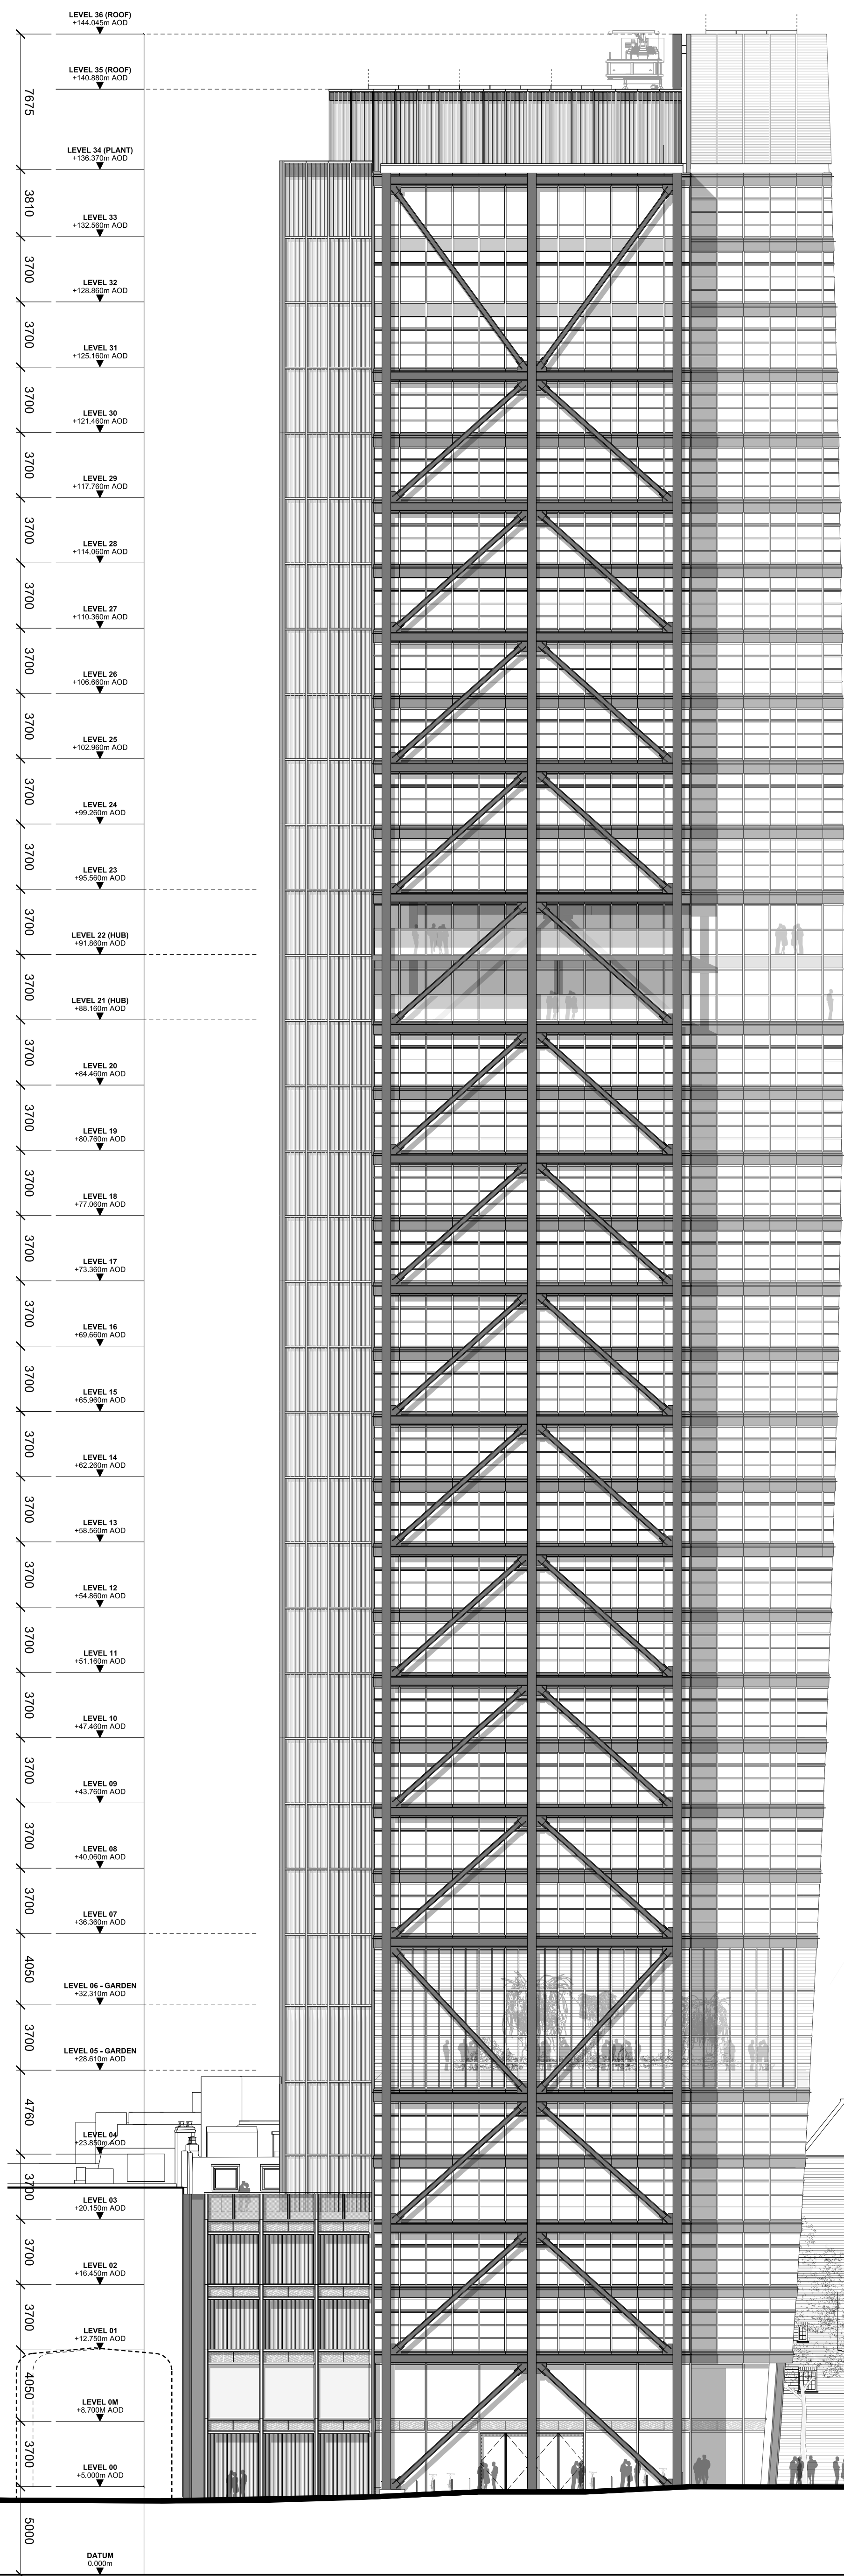 LEVEL 36 (ROOF)
+144.045m AOD
LEVEL 35 (ROOF)
+140.880m AOD
7675
LEVEL 34 (PLANT)
+136.370m AOD
3810
LEVEL 33
+132.560m AOD
3700
LEVEL 32
+128.860m AOD
3700
LEVEL 31
+125.160m AOD
3700
LEVEL 30
+121.460m AOD
3700
LEVEL 29
+117.760m AOD
3700
LEVEL 28
+114.060m AOD
3700
LEVEL 27
+110.360m AOD
3700
LEVEL 26
+106.660m AOD
3700
LEVEL 25
+102.960m AOD
3700
LEVEL 24
+99.260m AOD
3700
LEVEL 23
+95.560m AOD
3700
LEVEL 22 (HUB)
+91.860m AOD
3700
LEVEL 21 (HUB)
+88.160m AOD
3700
LEVEL 20
+84.460m AOD
3700
LEVEL 19
+80.760m AOD
3700
LEVEL 18
+77.060m AOD
3700
LEVEL 17
+73.360m AOD
3700
LEVEL 16
+69.660m AOD
3700
LEVEL 15
+65.960m AOD
3700
LEVEL 14
+62.260m AOD
3700
LEVEL 13
+58.560m AOD
3700
LEVEL 12
+54.860m AOD
3700
LEVEL 11
+51.160m AOD
3700
LEVEL 10
+47.460m AOD
3700
LEVEL 09
+43.760m AOD
3700
LEVEL 08
+40.060m AOD
3700
LEVEL 07
+36.360m AOD
4050
LEVEL 06 - GARDEN
+32.310m AOD
3700
LEVEL 05 - GARDEN
+28.610m AOD
4760
LEVEL 04
+23.850m AOD
3700
LEVEL 03
+20.150m AOD
3700
LEVEL 02
+16.450m AOD
3700
LEVEL 01
+12.750m AOD
4050
LEVEL 0M
+8.700M AOD
3700
LEVEL 00
+5.000m AOD
5000
DATUM
0.000m